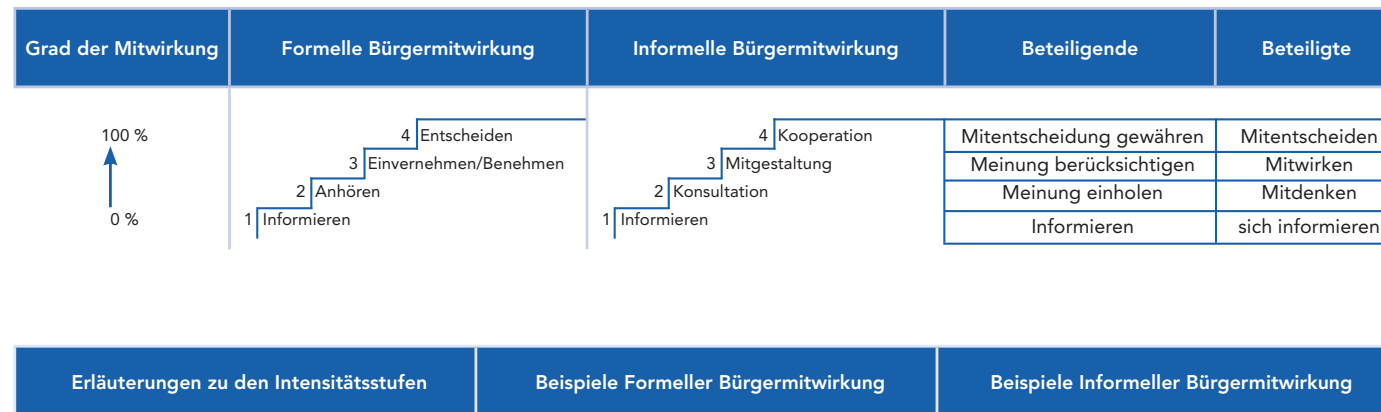 Grad der Mitwirkung Formelle Bürgermitwirkung Informelle Bürgermitwirkung Beteiligende Beteiligte
100 % 4 Entscheiden 4 Kooperation Mitentscheidung gewähren Mitentscheiden
3 Einvernehmen/Benehmen 3 Mitgestaltung Meinung berücksichtigen Mitwirken
2 Anhören 2 Konsultation Meinung einholen Mitdenken
0 % 1 Informieren 1 Informieren Informieren sich informieren
Erläuterungen zu den Intensitätsstufen Beispiele Formeller Bürgermitwirkung Beispiele Informeller Bürgermitwirkung